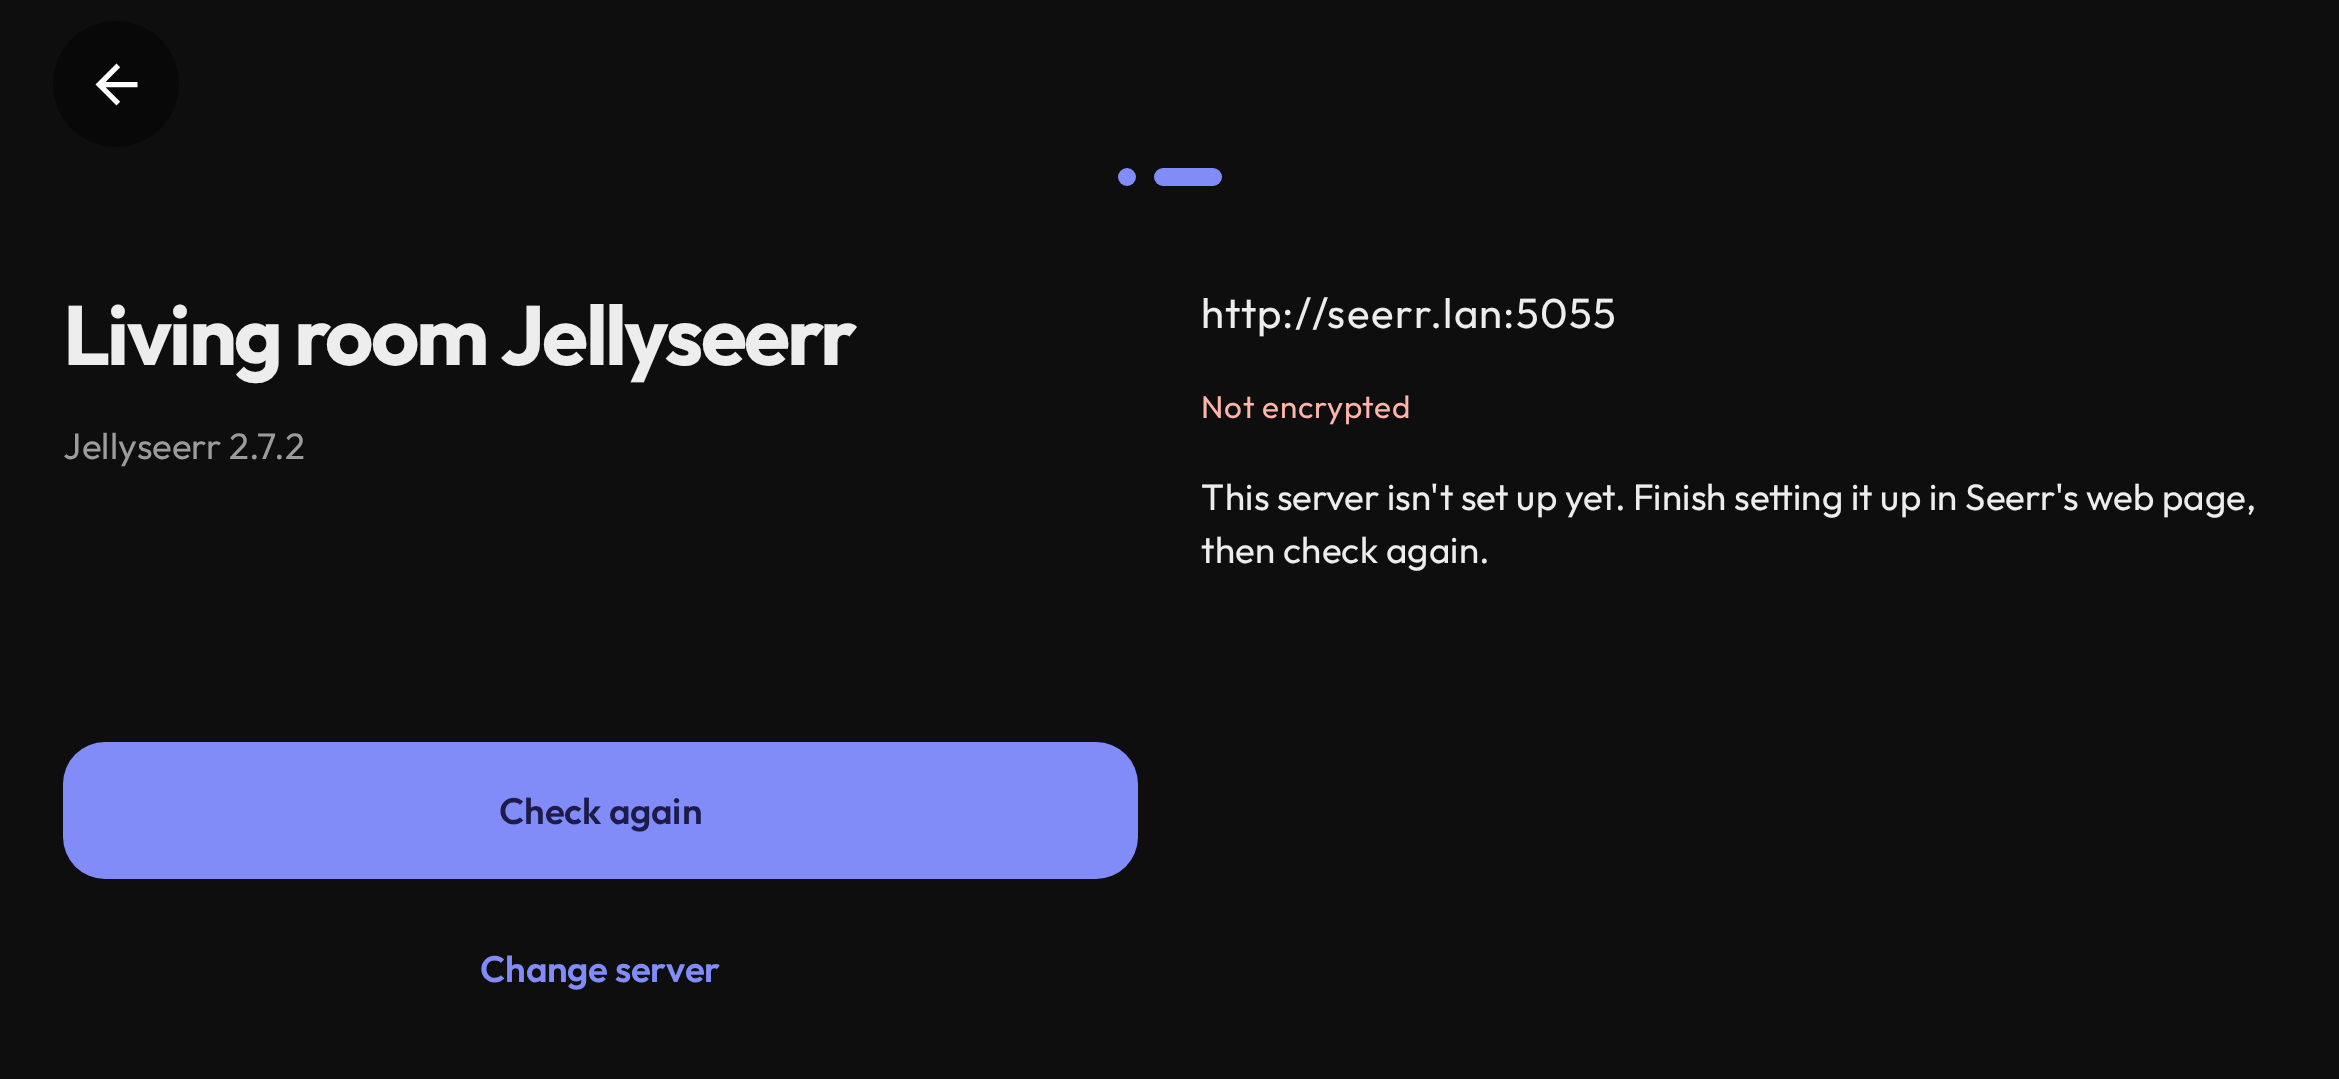 Living room Jellyseerr
Jellyseerr 2.7.2
http://seerr.lan:5055
Not encrypted
This server isn't set up yet. Finish setting it up in Seerr's web page,
then check again.
Check again
Change server